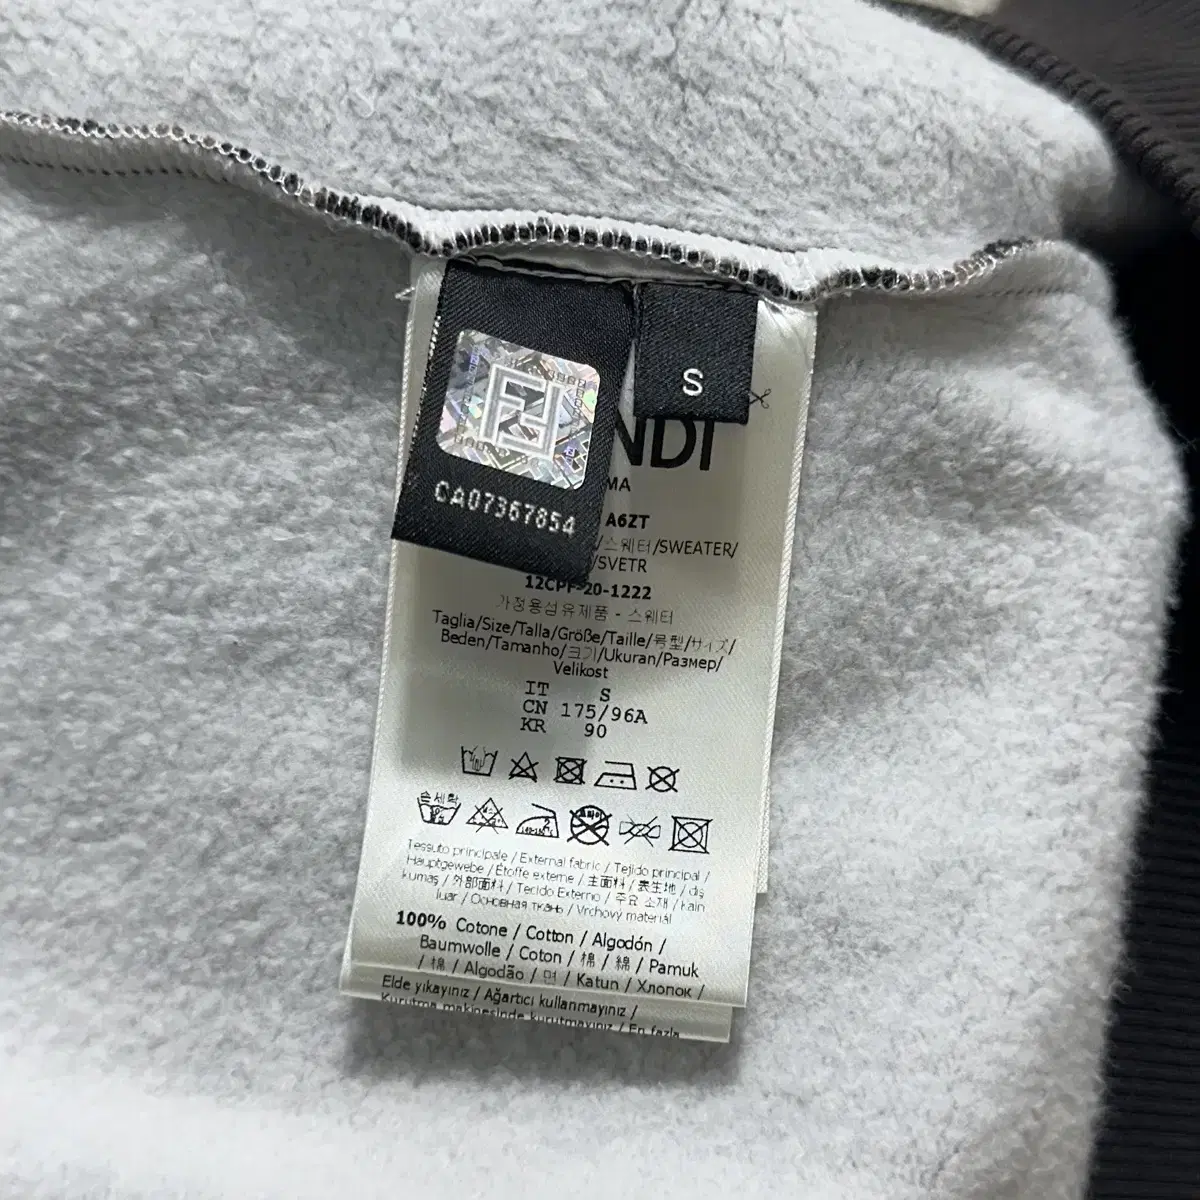 S
CA07367854
NDI
MA
A6ZT
/스웨터/SWEATER/
/SVETR
12CPF-20-1222
가정용섬유제품 - 스웨터
Taglia/Size/Talla/Größe/Taille/号型/サイズ/
Beden/Tamanho/크기/Ukuran/Размер/
Velikost
IT S
CN 175/96A
KR 90
손세탁
Tessuto principale / External fabric / Tejido principal /
Hauptgewebe / Étoffe externe / 主面料 / 表生地 / dış
kumaş / 外部面料 / Tecido Externo / 주요 소재 / kain
luar / Основная ткань / Vrchový materiál
100% Cotone / Cotton / Algodón /
Baumwolle / Coton / 棉 / 綿 / Pamuk
/ 棉 / Algodão / 면 / Katun / Хлопок /
Elde yıkayınız / Ağartıcı kullanmayınız /
Kurutma makinesinde kurutmayınız / En fazla